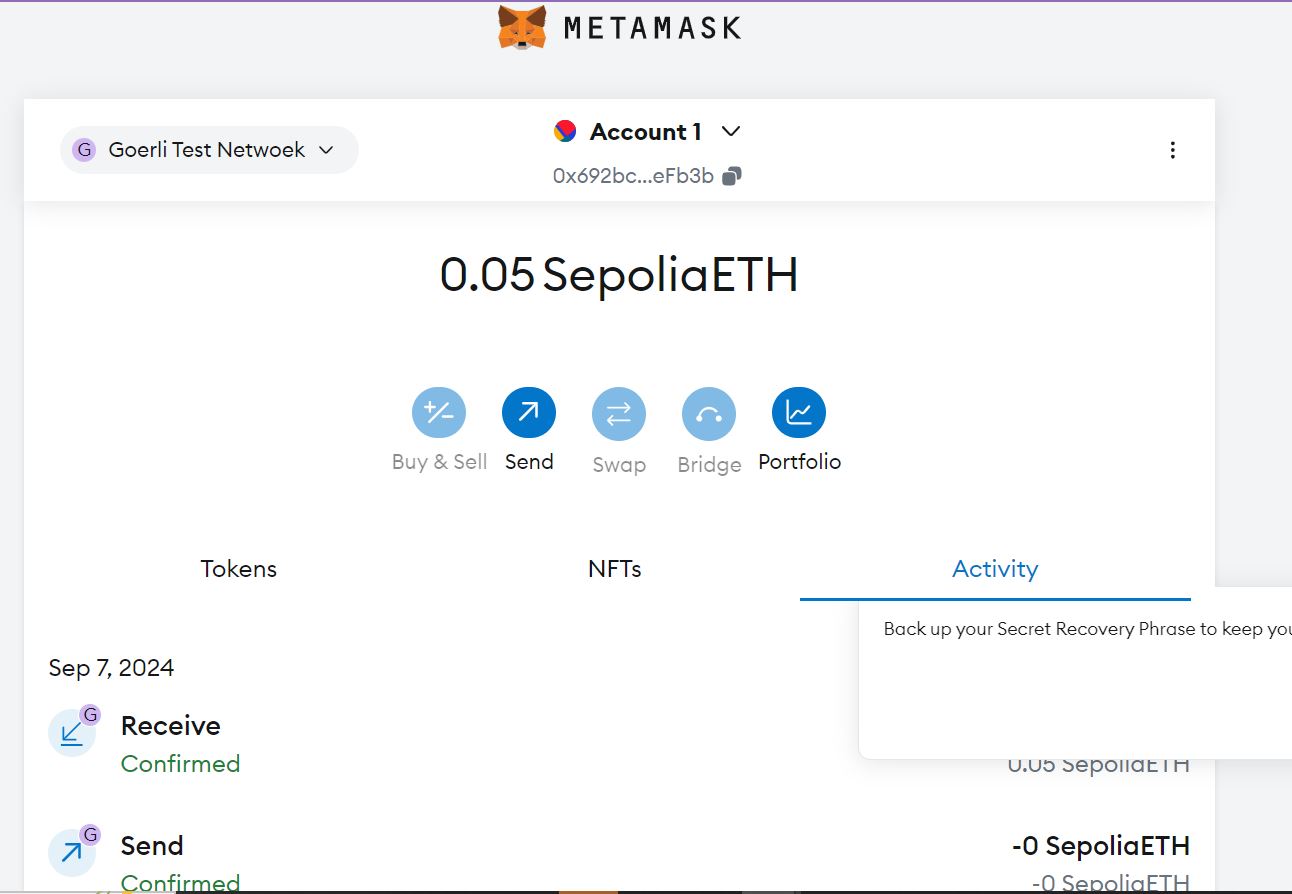 METAMASK
G Goerli Test Netwoek
Account 1
0x692bc...eFb3b
0.05 SepoliaETH
Buy & Sell Send Swap Bridge Portfolio
Tokens NFTs Activity
Back up your Secret Recovery Phrase to keep
Sep 7, 2024
G
Receive
Confirmed
0.05 SepoliaETH
G
Send -0 SepoliaETH
Confirmed -0 SepoliaETH